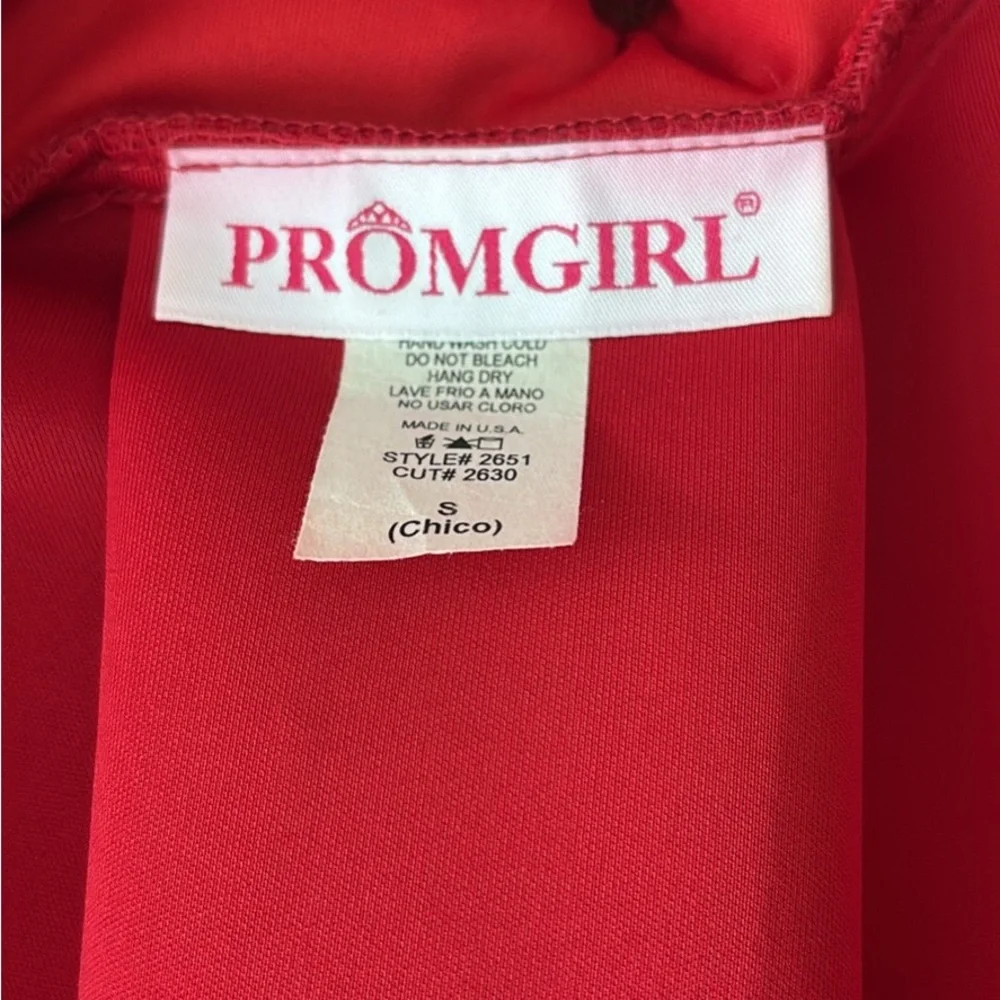 PROMGIRL®
HAND WASH COLD
DO NOT BLEACH
HANG DRY
LAVE FRIO A MANO
NO USAR CLORO
MADE IN U.S.A.
STYLE# 2651
CUT# 2630
S
(Chico)